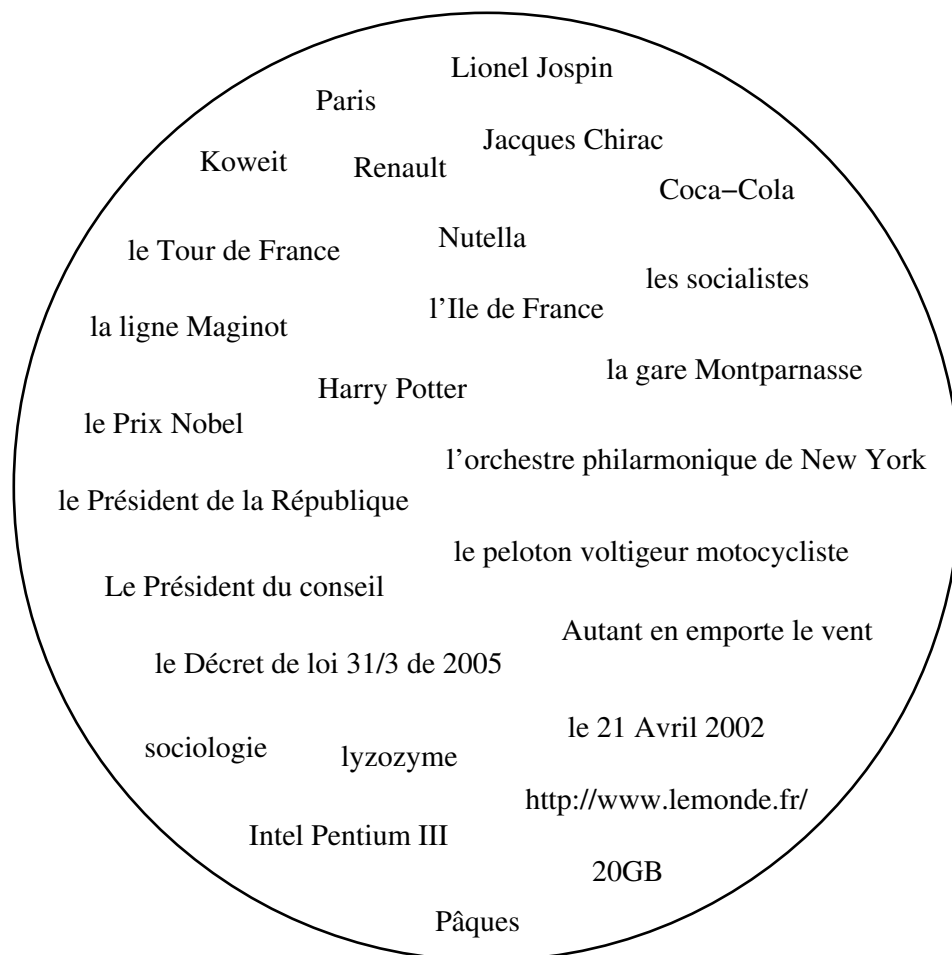 Lionel Jospin
Paris
Jacques Chirac
Koweit
Renault
Coca−Cola
le Tour de France
Nutella
les socialistes
l’Ile de France
la ligne Maginot
la gare Montparnasse
Harry Potter
le Prix Nobel
l’orchestre philarmonique de New York
le Président de la République
le peloton voltigeur motocycliste
Le Président du conseil
Autant en emporte le vent
le Décret de loi 31/3 de 2005
le 21 Avril 2002
sociologie
lyzozyme
http://www.lemonde.fr/
Intel Pentium III
20GB
Pâques